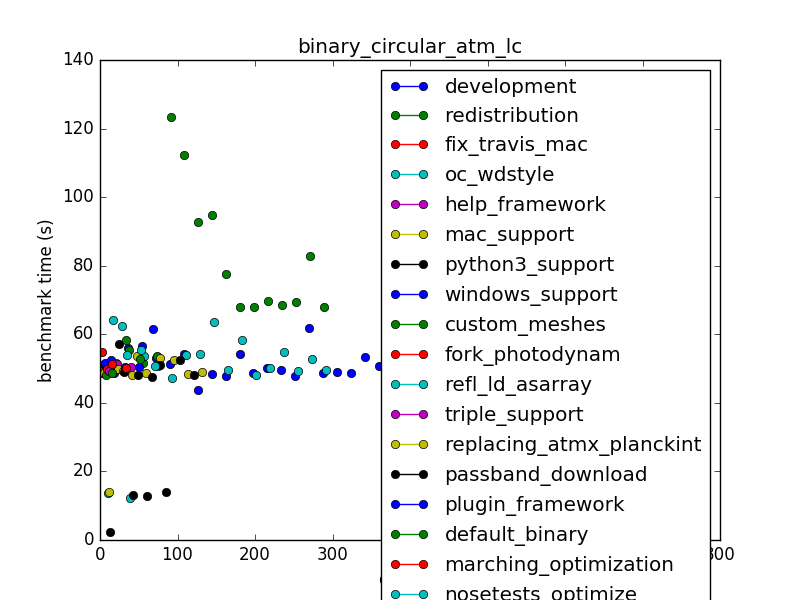 binary_circular_atm_lc
140
120
100
80
60
40
20
0
benchmark time (s)
0
100
200
300
800
development
redistribution
fix_travis_mac
oc_wdstyle
help_framework
mac_support
python3_support
windows_support
custom_meshes
fork_photodynam
refl_ld_asarray
triple_support
replacing_atmx_planckint
passband_download
plugin_framework
default_binary
marching_optimization
nosetests_optimize